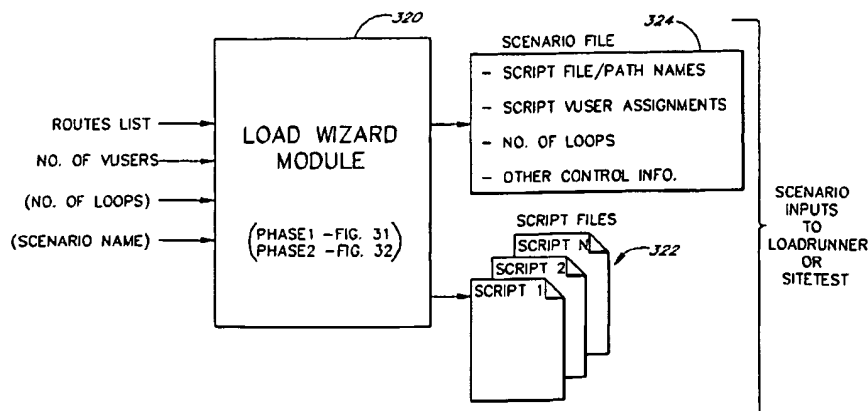 320
ROUTES LIST
NO. OF VUSERS
(NO. OF LOOPS)
(SCENARIO NAME)
LOAD WIZARD
MODULE
(PHASE1 -FIG. 31
PHASE2 -FIG. 32)
SCENARIO FILE
324
- SCRIPT FILE/PATH NAMES
- SCRIPT VUSER ASSIGNMENTS
- NO. OF LOOPS
- OTHER CONTROL INFO.
SCRIPT FILES
SCRIPT N
SCRIPT 2
SCRIPT 1
322
SCENARIO
INPUTS
TO
LOADRUNNER
OR
SITETEST